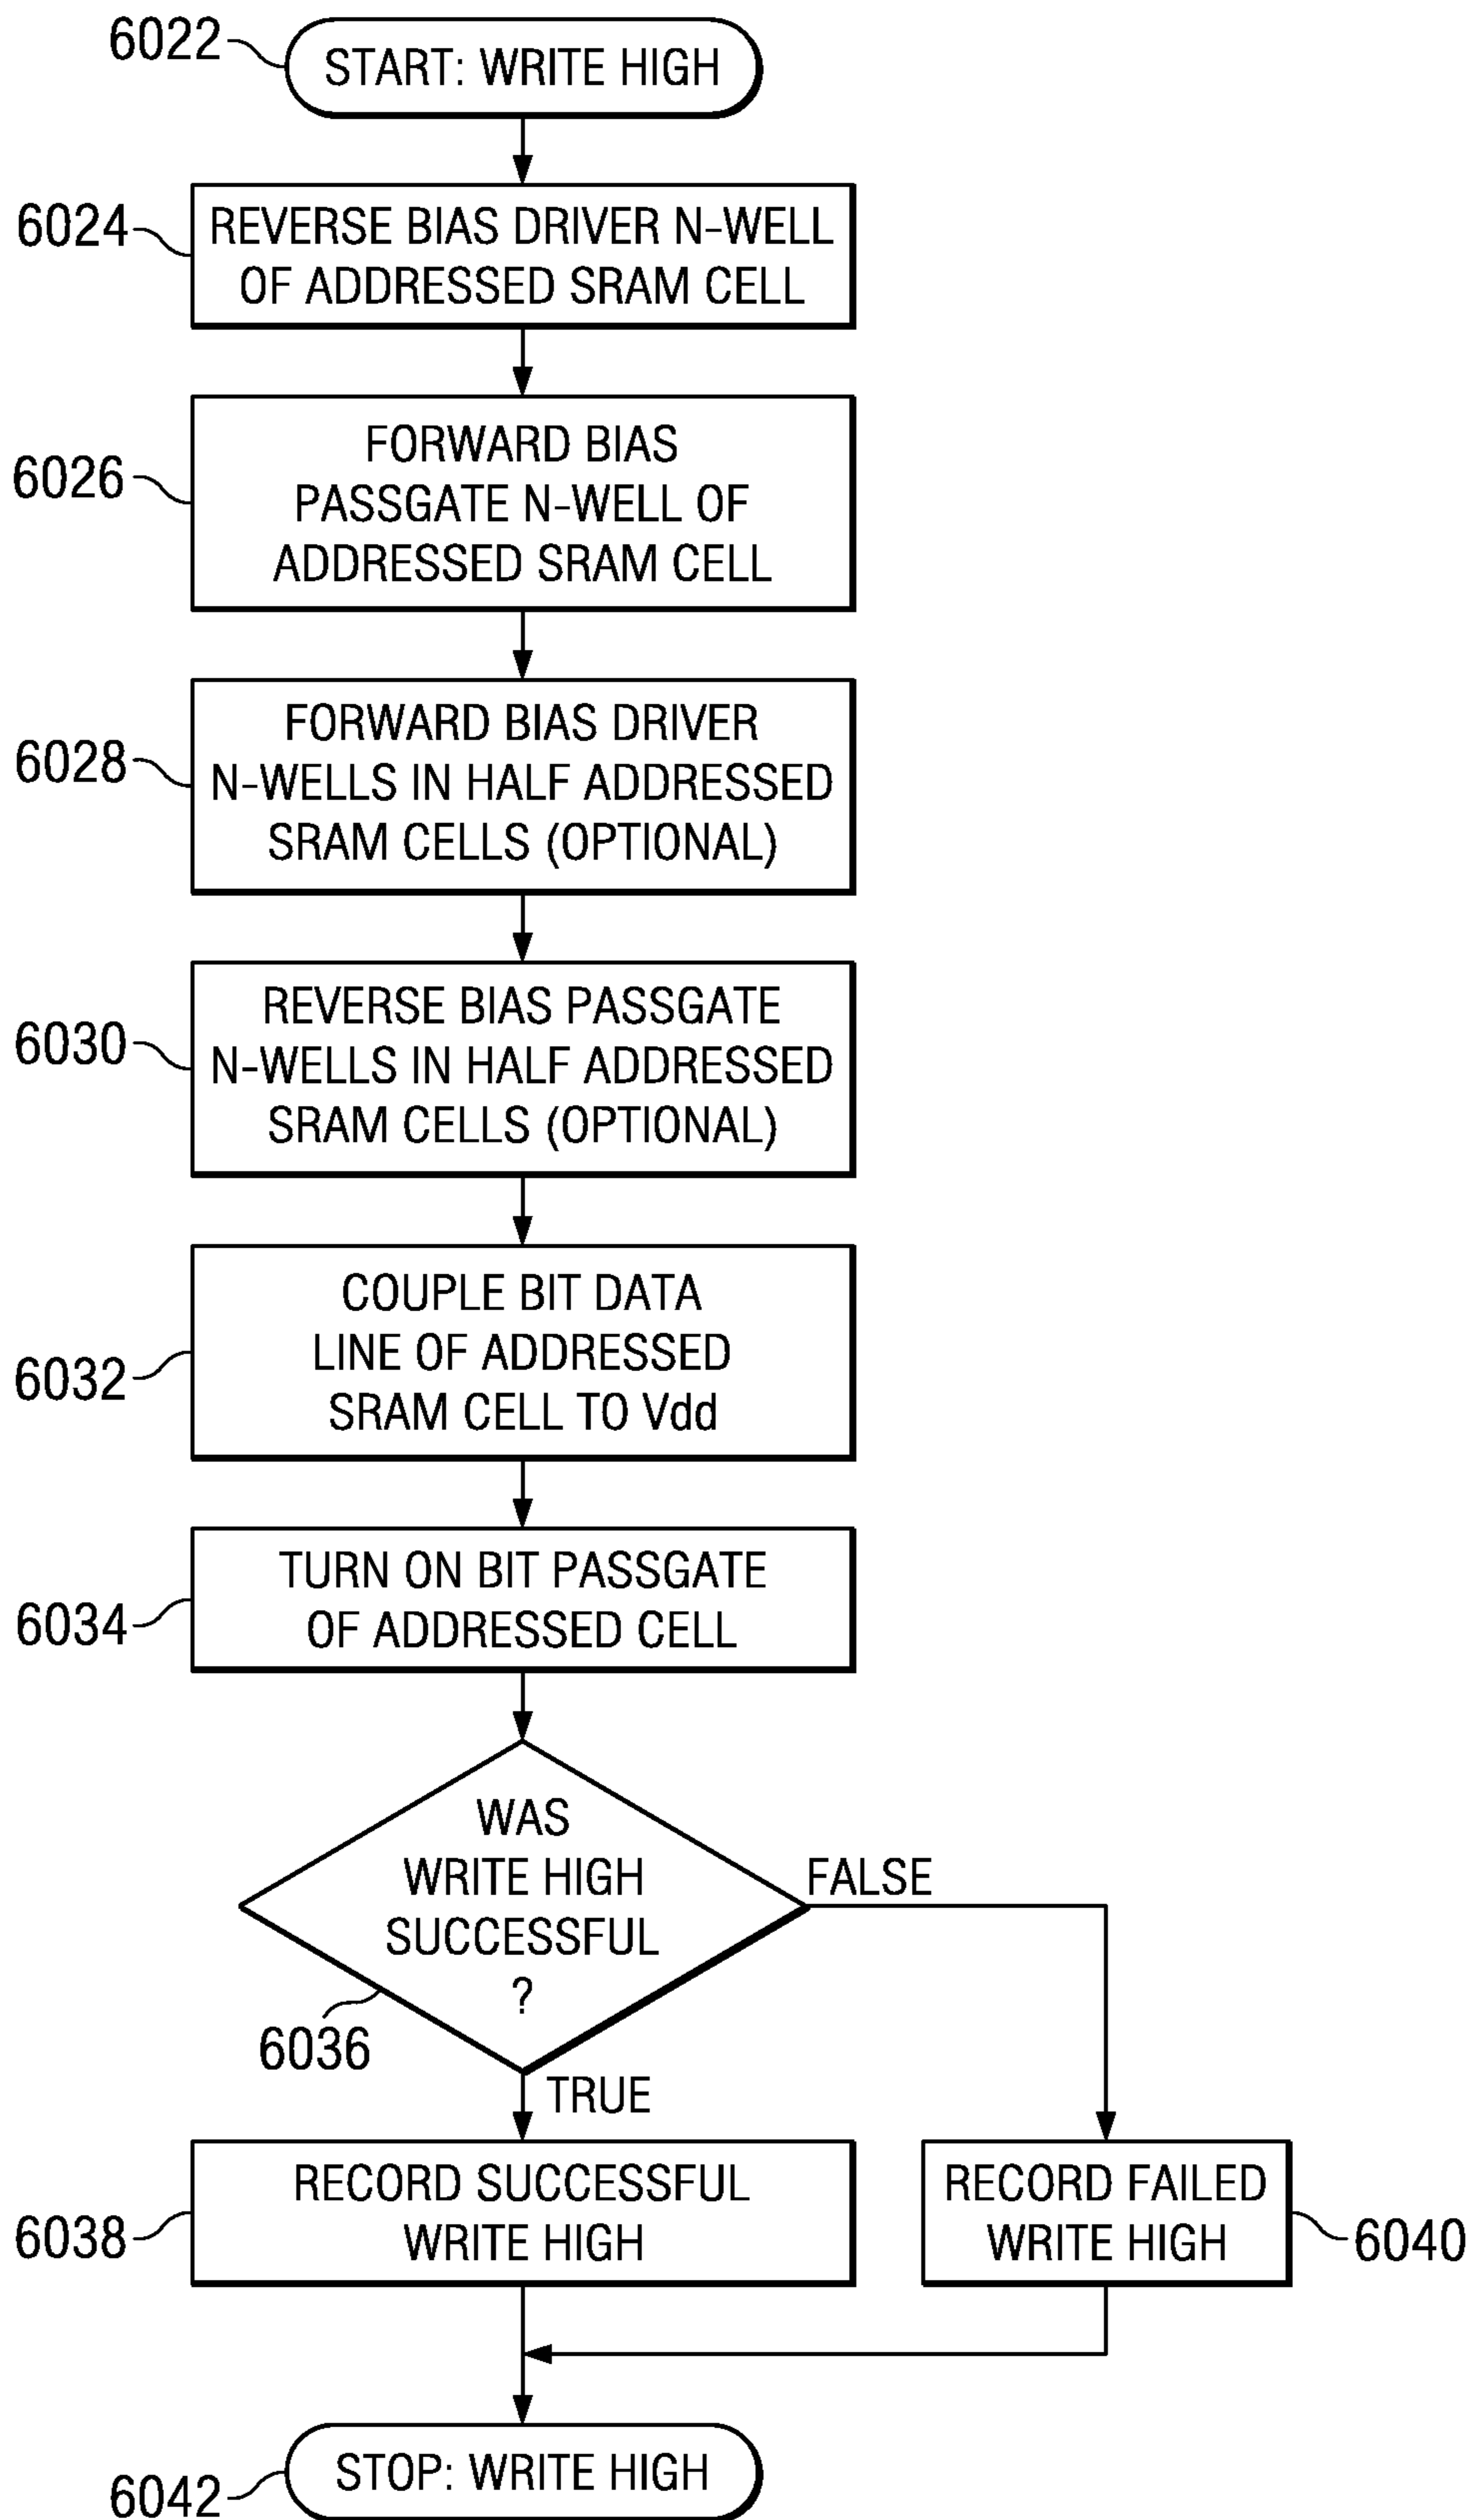 6022
START: WRITE HIGH
6024
REVERSE BIAS DRIVER N-WELL
OF ADDRESSED SRAM CELL
6026
FORWARD BIAS
PASSGATE N-WELL OF
ADDRESSED SRAM CELL
6028
FORWARD BIAS DRIVER
N-WELLS IN HALF ADDRESSED
SRAM CELLS (OPTIONAL)
6030
REVERSE BIAS PASSGATE
N-WELLS IN HALF ADDRESSED
SRAM CELLS (OPTIONAL)
6032
COUPLE BIT DATA
LINE OF ADDRESSED
SRAM CELL TO Vdd
6034
TURN ON BIT PASSGATE
OF ADDRESSED CELL
WAS
WRITE HIGH
SUCCESSFUL
?
FALSE
6036
TRUE
6038
RECORD SUCCESSFUL
WRITE HIGH
RECORD FAILED
WRITE HIGH
6040
STOP: WRITE HIGH
6042